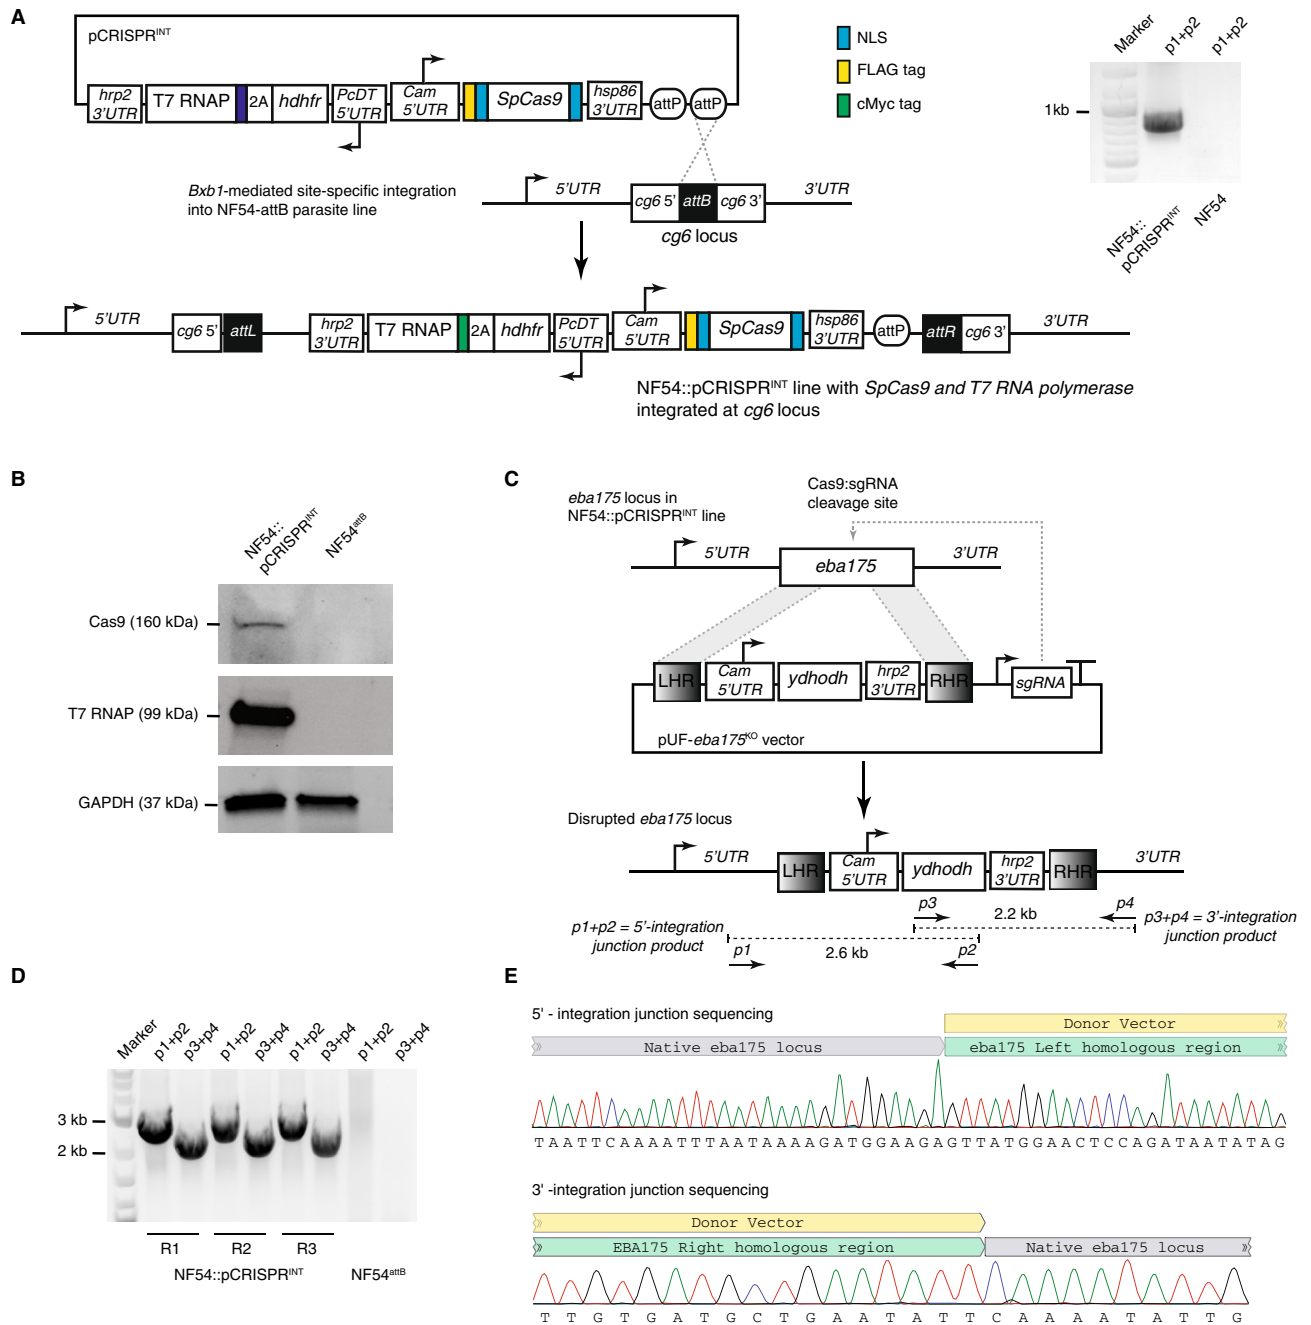 A
pCRISPR^INT
hrp2
3'UTR
T7 RNAP
2A
hdhfr
PcDT
5'UTR
Cam
5'UTR
SpCas9
hsp86
3'UTR
attP
attP
NLS
FLAG tag
cMyc tag
Marker
p1+p2
p1+p2
1kb
NF54::
pCRISPR^INT
NF54
Bxb1-mediated site-specific integration
into NF54-attB parasite line
5'UTR
cg6 5'
attB
cg6 3'
3'UTR
cg6 locus
5'UTR
cg6 5'
attL
hrp2
3'UTR
T7 RNAP
2A
hdhfr
PcDT
5'UTR
Cam
5'UTR
SpCas9
hsp86
3'UTR
attP
attR
cg6 3'
3'UTR
NF54::pCRISPR^INT line with SpCas9 and T7 RNA polymerase
integrated at cg6 locus
B
NF54::
pCRISPR^INT
NF54^attB
Cas9 (160 kDa)
T7 RNAP (99 kDa)
GAPDH (37 kDa)
C
eba175 locus in
NF54::pCRISPR^INT line
Cas9:sgRNA
cleavage site
5'UTR
eba175
3'UTR
LHR
Cam
5'UTR
ydhodh
hrp2
3'UTR
RHR
sgRNA
pUF-eba175^KO vector
Disrupted eba175 locus
5'UTR
LHR
Cam
5'UTR
ydhodh
hrp2
3'UTR
RHR
3'UTR
p3
2.2 kb
p4
p1+p2 = 5'-integration
junction product
p3+p4 = 3'-integration
junction product
p1
2.6 kb
p2
D
Marker
p1+p2
p3+p4
p1+p2
p3+p4
p1+p2
p3+p4
p1+p2
p3+p4
3 kb
2 kb
R1
R2
R3
NF54::pCRISPR^INT
NF54^attB
E
5' - integration junction sequencing
Donor Vector
Native eba175 locus
eba175 Left homologous region
TAATTCAAAATTTAATAAAAGATGGAAGAGTTATGGAACTCCAGATAATATAG
3' -integration junction sequencing
Donor Vector
EBA175 Right homologous region
Native eba175 locus
TTGTGATGCTGAATATTCAAAATATTG